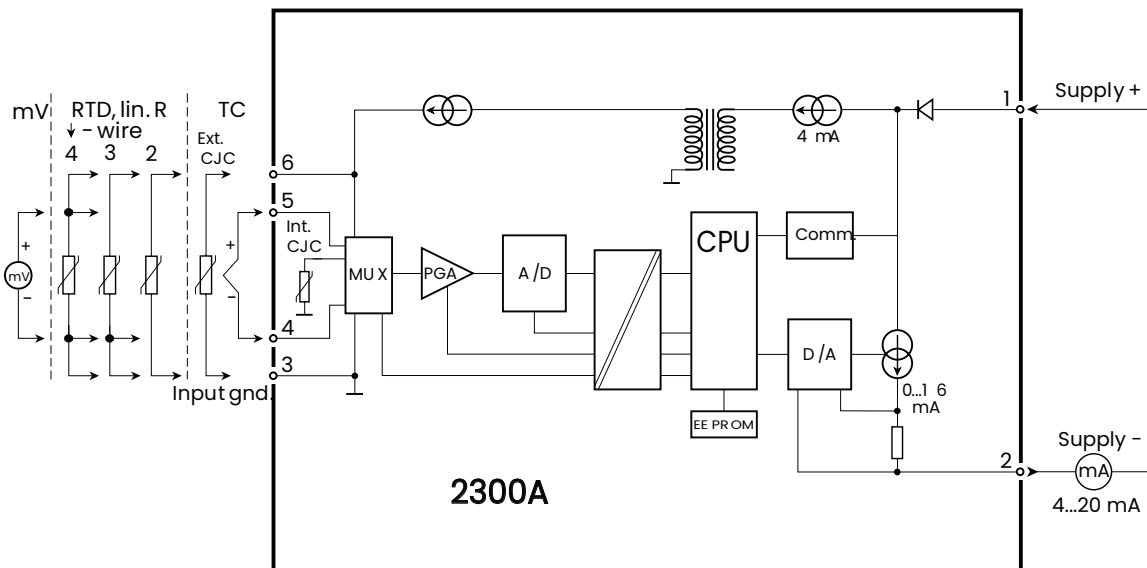 Supply +
1
mV
RTD, lin. R
TC
- wire
4 3 2
Ext.
CJC
4 mA
6
5
Int.
CJC
+
+
CPU
Comm.
mV
MUX
PGA
A/D
-
-
4
D/A
3
Input gnd.
0...16
mA
EEPROM
Supply -
2
mA
2300A
4...20 mA